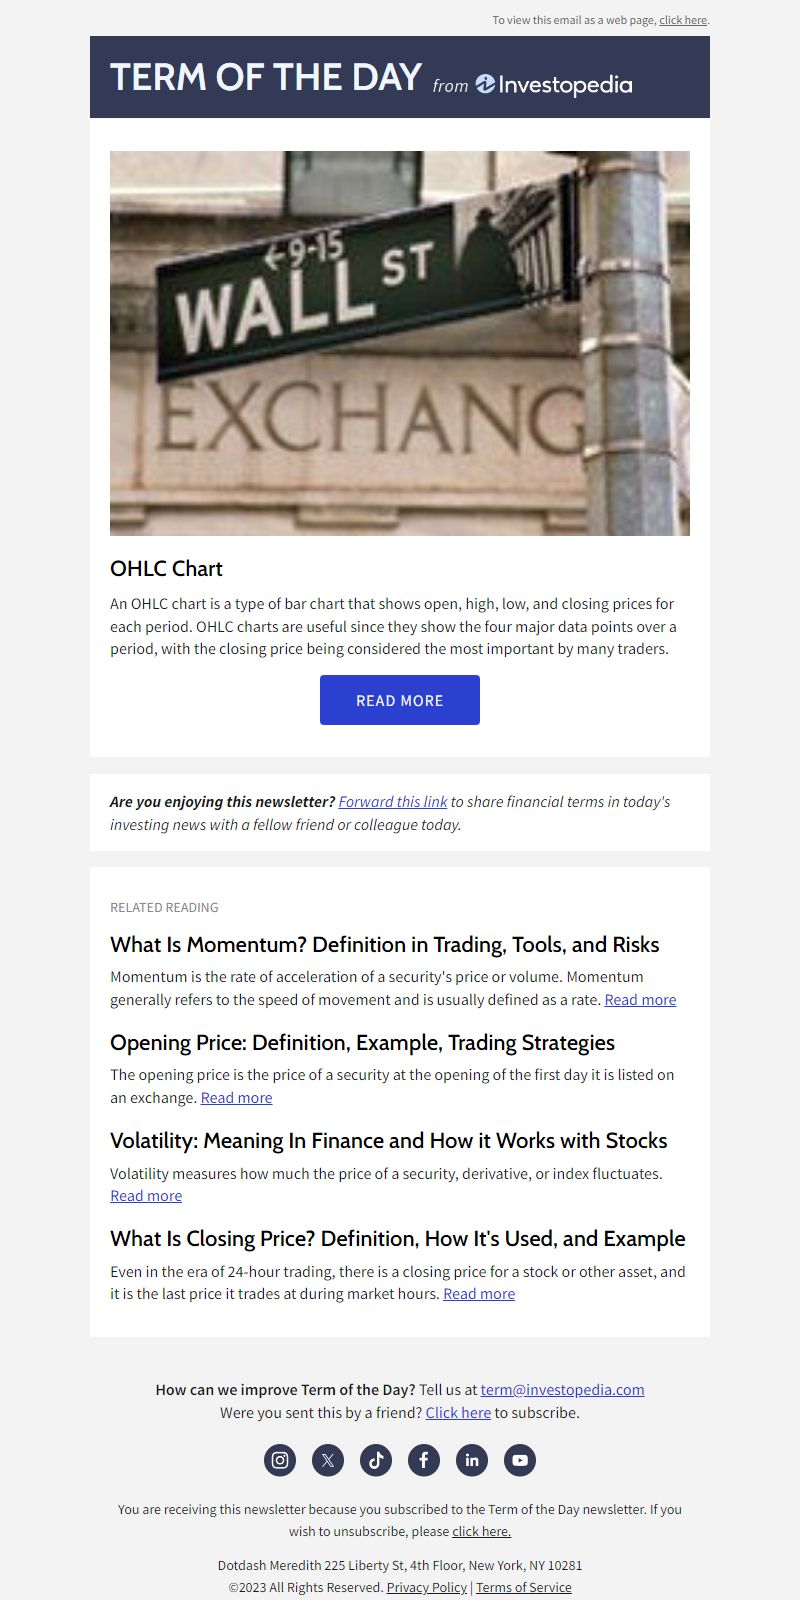 To view this email as a web page, click here.
TERM OF THE DAY from Investopedia
←9-15
WALL ST
EXCHANG
OHLC Chart
An OHLC chart is a type of bar chart that shows open, high, low, and closing prices for
each period. OHLC charts are useful since they show the four major data points over a
period, with the closing price being considered the most important by many traders.
READ MORE
Are you enjoying this newsletter? Forward this link to share financial terms in today's
investing news with a fellow friend or colleague today.
RELATED READING
What Is Momentum? Definition in Trading, Tools, and Risks
Momentum is the rate of acceleration of a security's price or volume. Momentum
generally refers to the speed of movement and is usually defined as a rate. Read more
Opening Price: Definition, Example, Trading Strategies
The opening price is the price of a security at the opening of the first day it is listed on
an exchange. Read more
Volatility: Meaning In Finance and How it Works with Stocks
Volatility measures how much the price of a security, derivative, or index fluctuates.
Read more
What Is Closing Price? Definition, How It's Used, and Example
Even in the era of 24-hour trading, there is a closing price for a stock or other asset, and
it is the last price it trades at during market hours. Read more
How can we improve Term of the Day? Tell us at term@investopedia.com
Were you sent this by a friend? Click here to subscribe.
You are receiving this newsletter because you subscribed to the Term of the Day newsletter. If you
wish to unsubscribe, please click here.
Dotdash Meredith 225 Liberty St, 4th Floor, New York, NY 10281
©2023 All Rights Reserved. Privacy Policy | Terms of Service